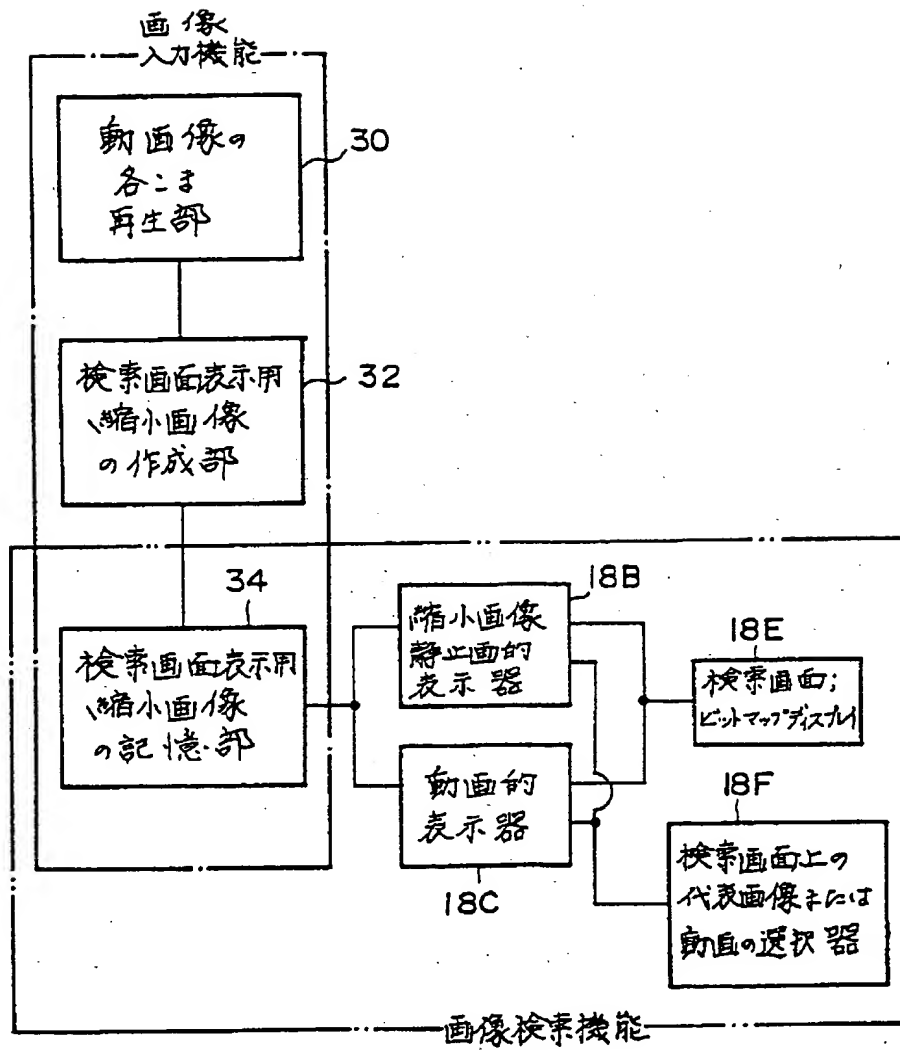 画像
入力機能
動画像の
各こま
再生部
30
検索画面表示用
縮小画像
の作成部
32
34
検索画面表示用
縮小画像
の記憶部
18B
縮小画像
静止画的
表示器
18E
検索画面;
ビットマップディスプレイ
動画的
表示器
18C
18F
検索画面上の
代表画像または
動画の選択器
画像検索機能